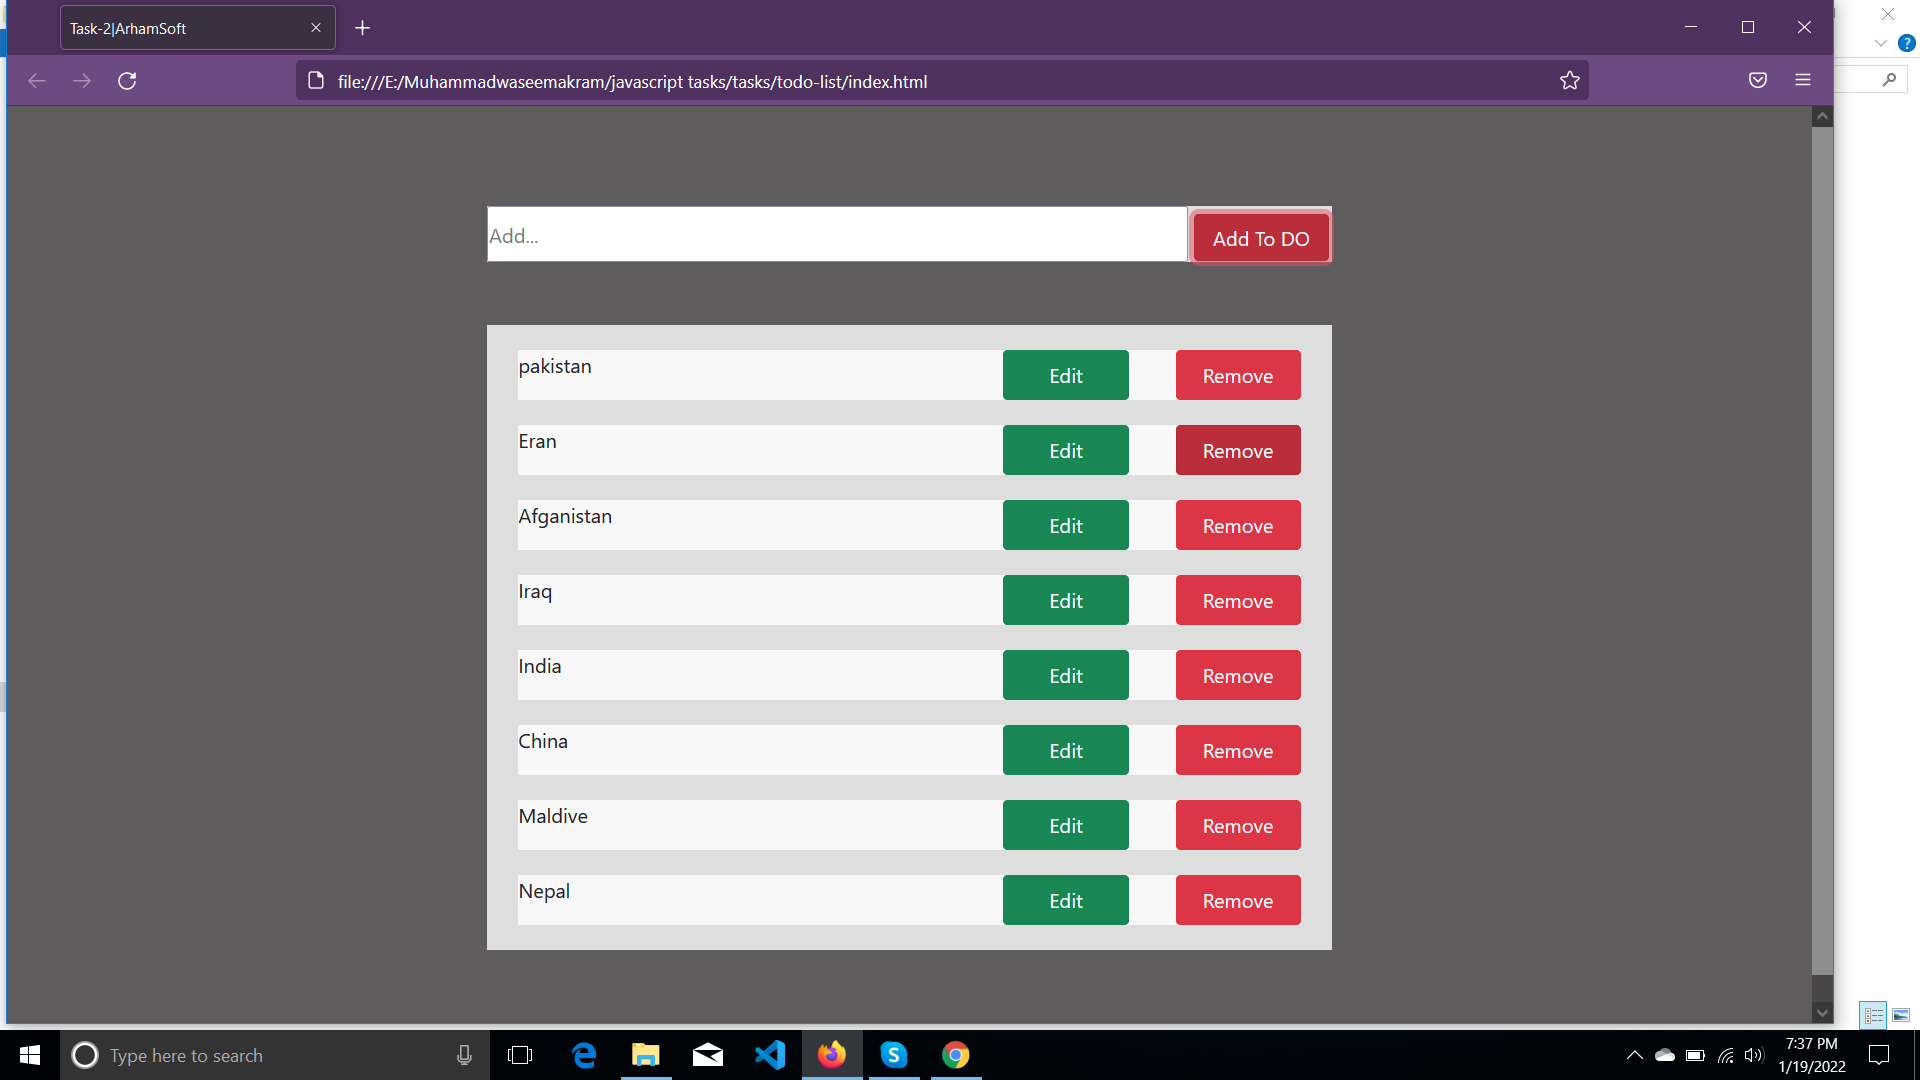 Task-2|ArhamSoft
file:///E:/Muhammadwaseemakram/javascript tasks/tasks/todo-list/index.html
?
Add...
Add To DO
pakistan Edit Remove
Eran Edit Remove
Afganistan Edit Remove
Iraq Edit Remove
India Edit Remove
China Edit Remove
Maldive Edit Remove
Nepal Edit Remove
Type here to search
7:37 PM
1/19/2022